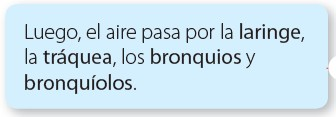 Luego, el aire pasa por la laringe,
la tráquea, los bronquios y
bronquíolos.